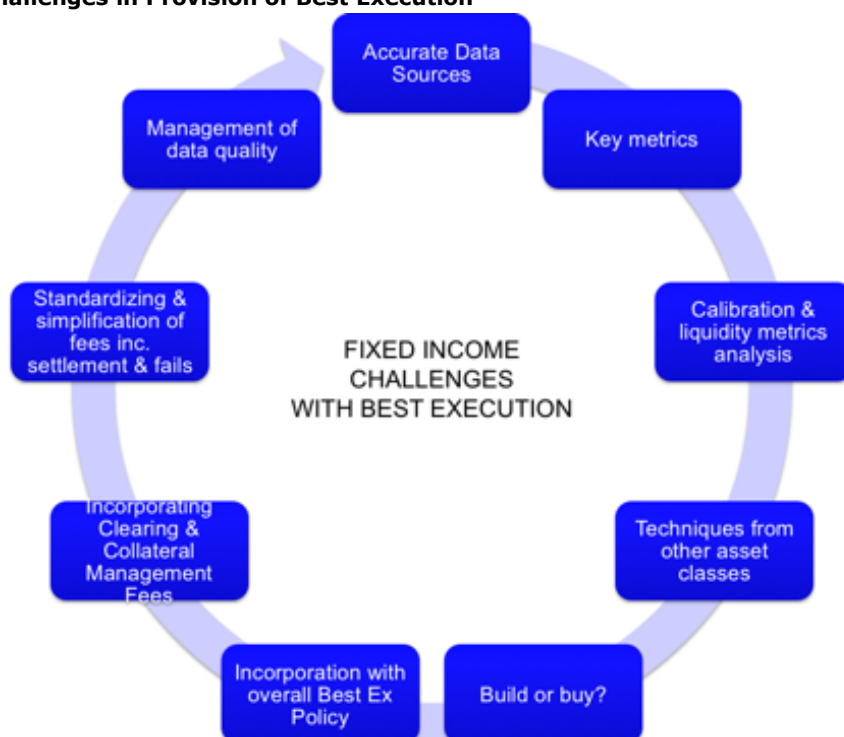 Challenges in Provision of Best Execution
Accurate Data
Sources
Key metrics
Calibration &
liquidity metrics
analysis
Techniques from
other asset
classes
Build or buy?
Incorporation with
overall Best Ex
Policy
Incorporating
Clearing &
Collateral
Management
Fees
Standardizing &
simplification of
fees inc.
settlement & fails
Management of
data quality
FIXED INCOME
CHALLENGES
WITH BEST EXECUTION